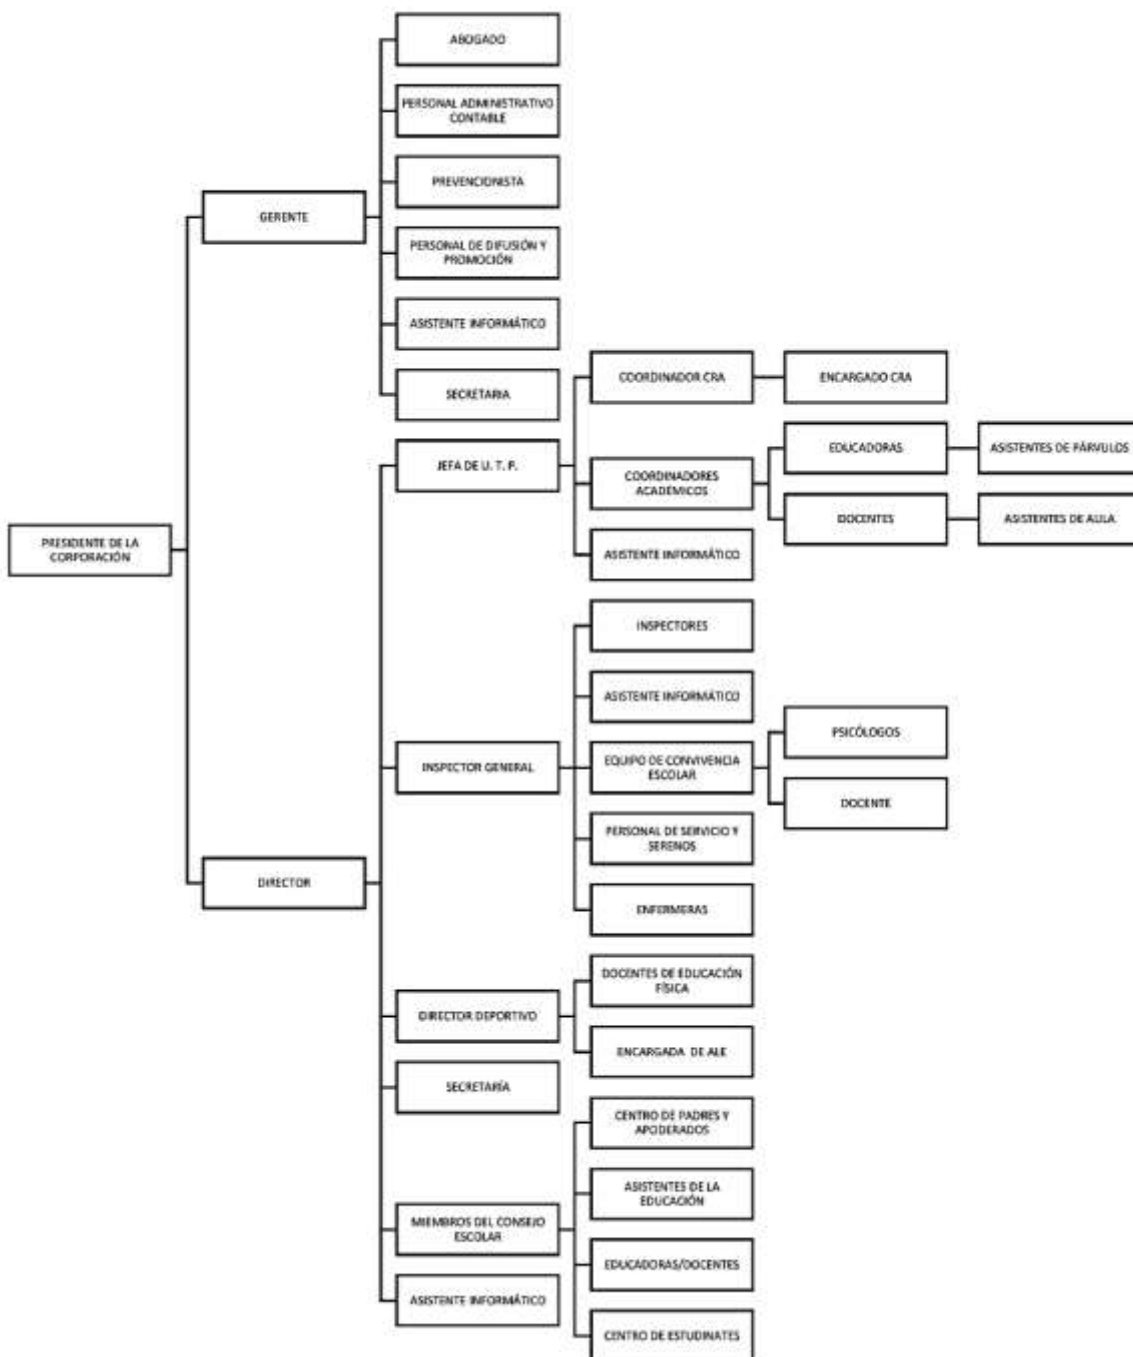 ABOGADO
PERSONAL ADMINISTRATIVO
CONTABLE
PREVENCIONISTA
GERENTE
PERSONAL DE DIFUSIÓN Y
PROMOCIÓN
ASISTENTE INFORMÁTICO
SECRETARIA
COORDINADOR CRA
ENCARGADO CRA
JEFA DE U. T. P.
COORDINADORES
ACADÉMICOS
EDUCADORAS
ASISTENTES DE PÁRVULOS
DOCENTES
ASISTENTES DE AULA
ASISTENTE INFORMÁTICO
PRESIDENTE DE LA
CORPORACIÓN
INSPECTORES
ASISTENTE INFORMÁTICO
INSPECTOR GENERAL
EQUIPO DE CONVIVENCIA
ESCOLAR
PSICÓLOGOS
DOCENTE
PERSONAL DE SERVICIO Y
SERENOS
DIRECTOR
ENFERMERAS
DOCENTES DE EDUCACIÓN
FÍSICA
DIRECTOR DEPORTIVO
ENCARGADA DE ALE
SECRETARÍA
CENTRO DE PADRES Y
APODERADOS
ASISTENTES DE LA
EDUCACIÓN
MIEMBROS DEL CONSEJO
ESCOLAR
EDUCADORAS/DOCENTES
ASISTENTE INFORMÁTICO
CENTRO DE ESTUDINATES